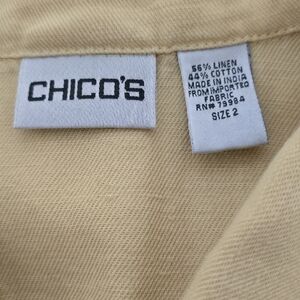 CHICO'S
56% LINEN
44% COTTON
MADE IN INDIA
FROM IMPORTED
FABRIC
RN# 79984
SIZE 2